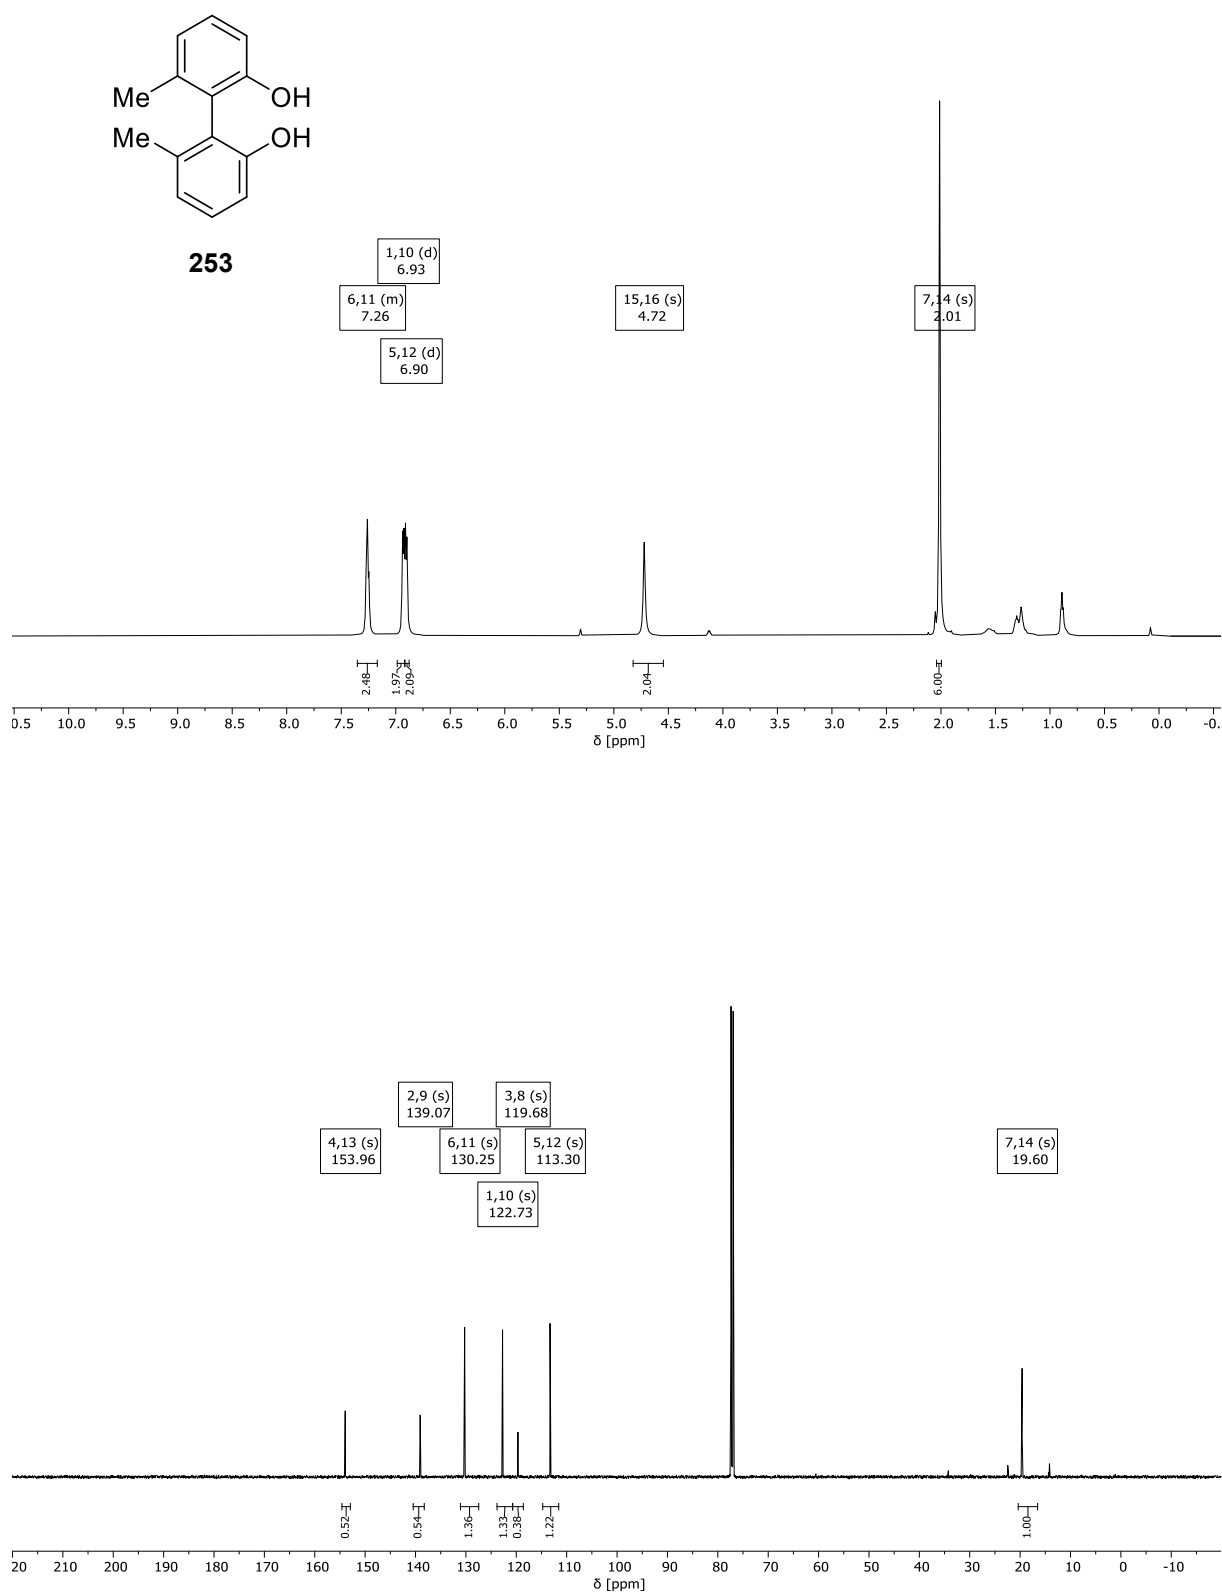 Me
OH
Me
OH
253
1,10 (d)
6.93
6,11 (m)
7.26
15,16 (s)
4.72
7,14 (s)
2.01
5,12 (d)
6.90
2.48
1.97
2.09
2.04
6.00
0.5 10.0 9.5 9.0 8.5 8.0 7.5 7.0 6.5 6.0 5.5 5.0 4.5 4.0 3.5 3.0 2.5 2.0 1.5 1.0 0.5 0.0 -0.
δ [ppm]
2,9 (s)
139.07
3,8 (s)
119.68
4,13 (s)
153.96
6,11 (s)
130.25
5,12 (s)
113.30
7,14 (s)
19.60
1,10 (s)
122.73
0.52
0.54
1.36
1.33
0.38
1.22
1.00
20 210 200 190 180 170 160 150 140 130 120 110 100 90 80 70 60 50 40 30 20 10 0 -10
δ [ppm]